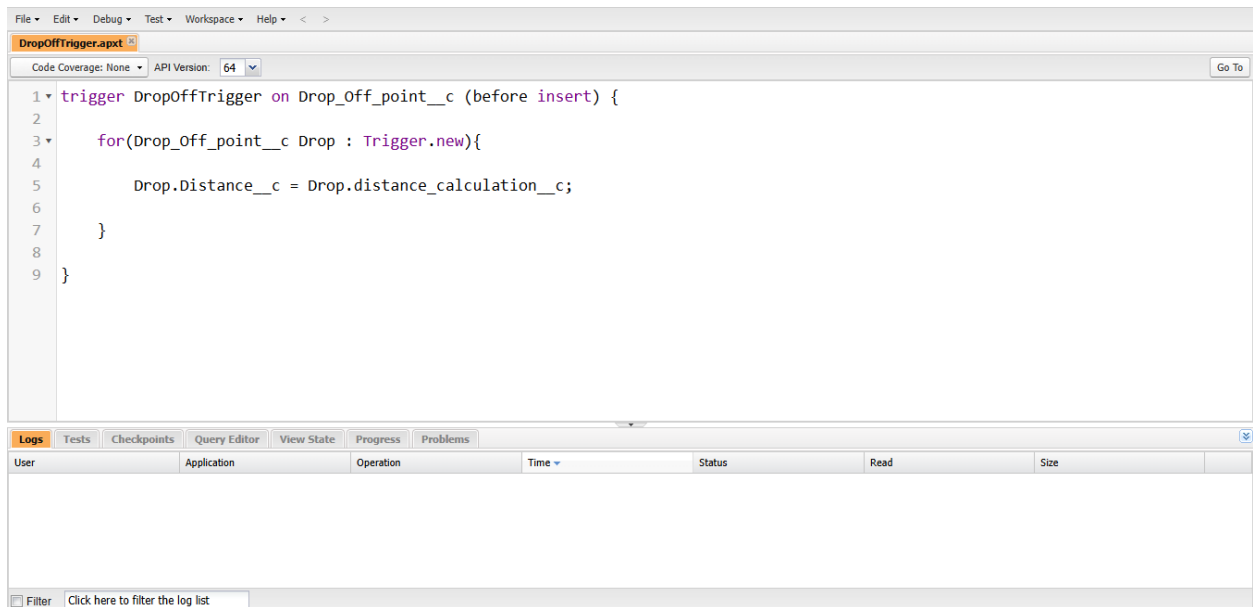 File Edit Debug Test Workspace Help < >
DropOffTrigger.apxt
Code Coverage: None API Version: 64 Go To
1 trigger DropOffTrigger on Drop_Off_point__c (before insert) {
2
3 for(Drop_Off_point__c Drop : Trigger.new){
4
5 Drop.Distance__c = Drop.distance_calculation__c;
6
7 }
8
9 }
Logs Tests Checkpoints Query Editor View State Progress Problems
User Application Operation Time Status Read Size
Filter Click here to filter the log list